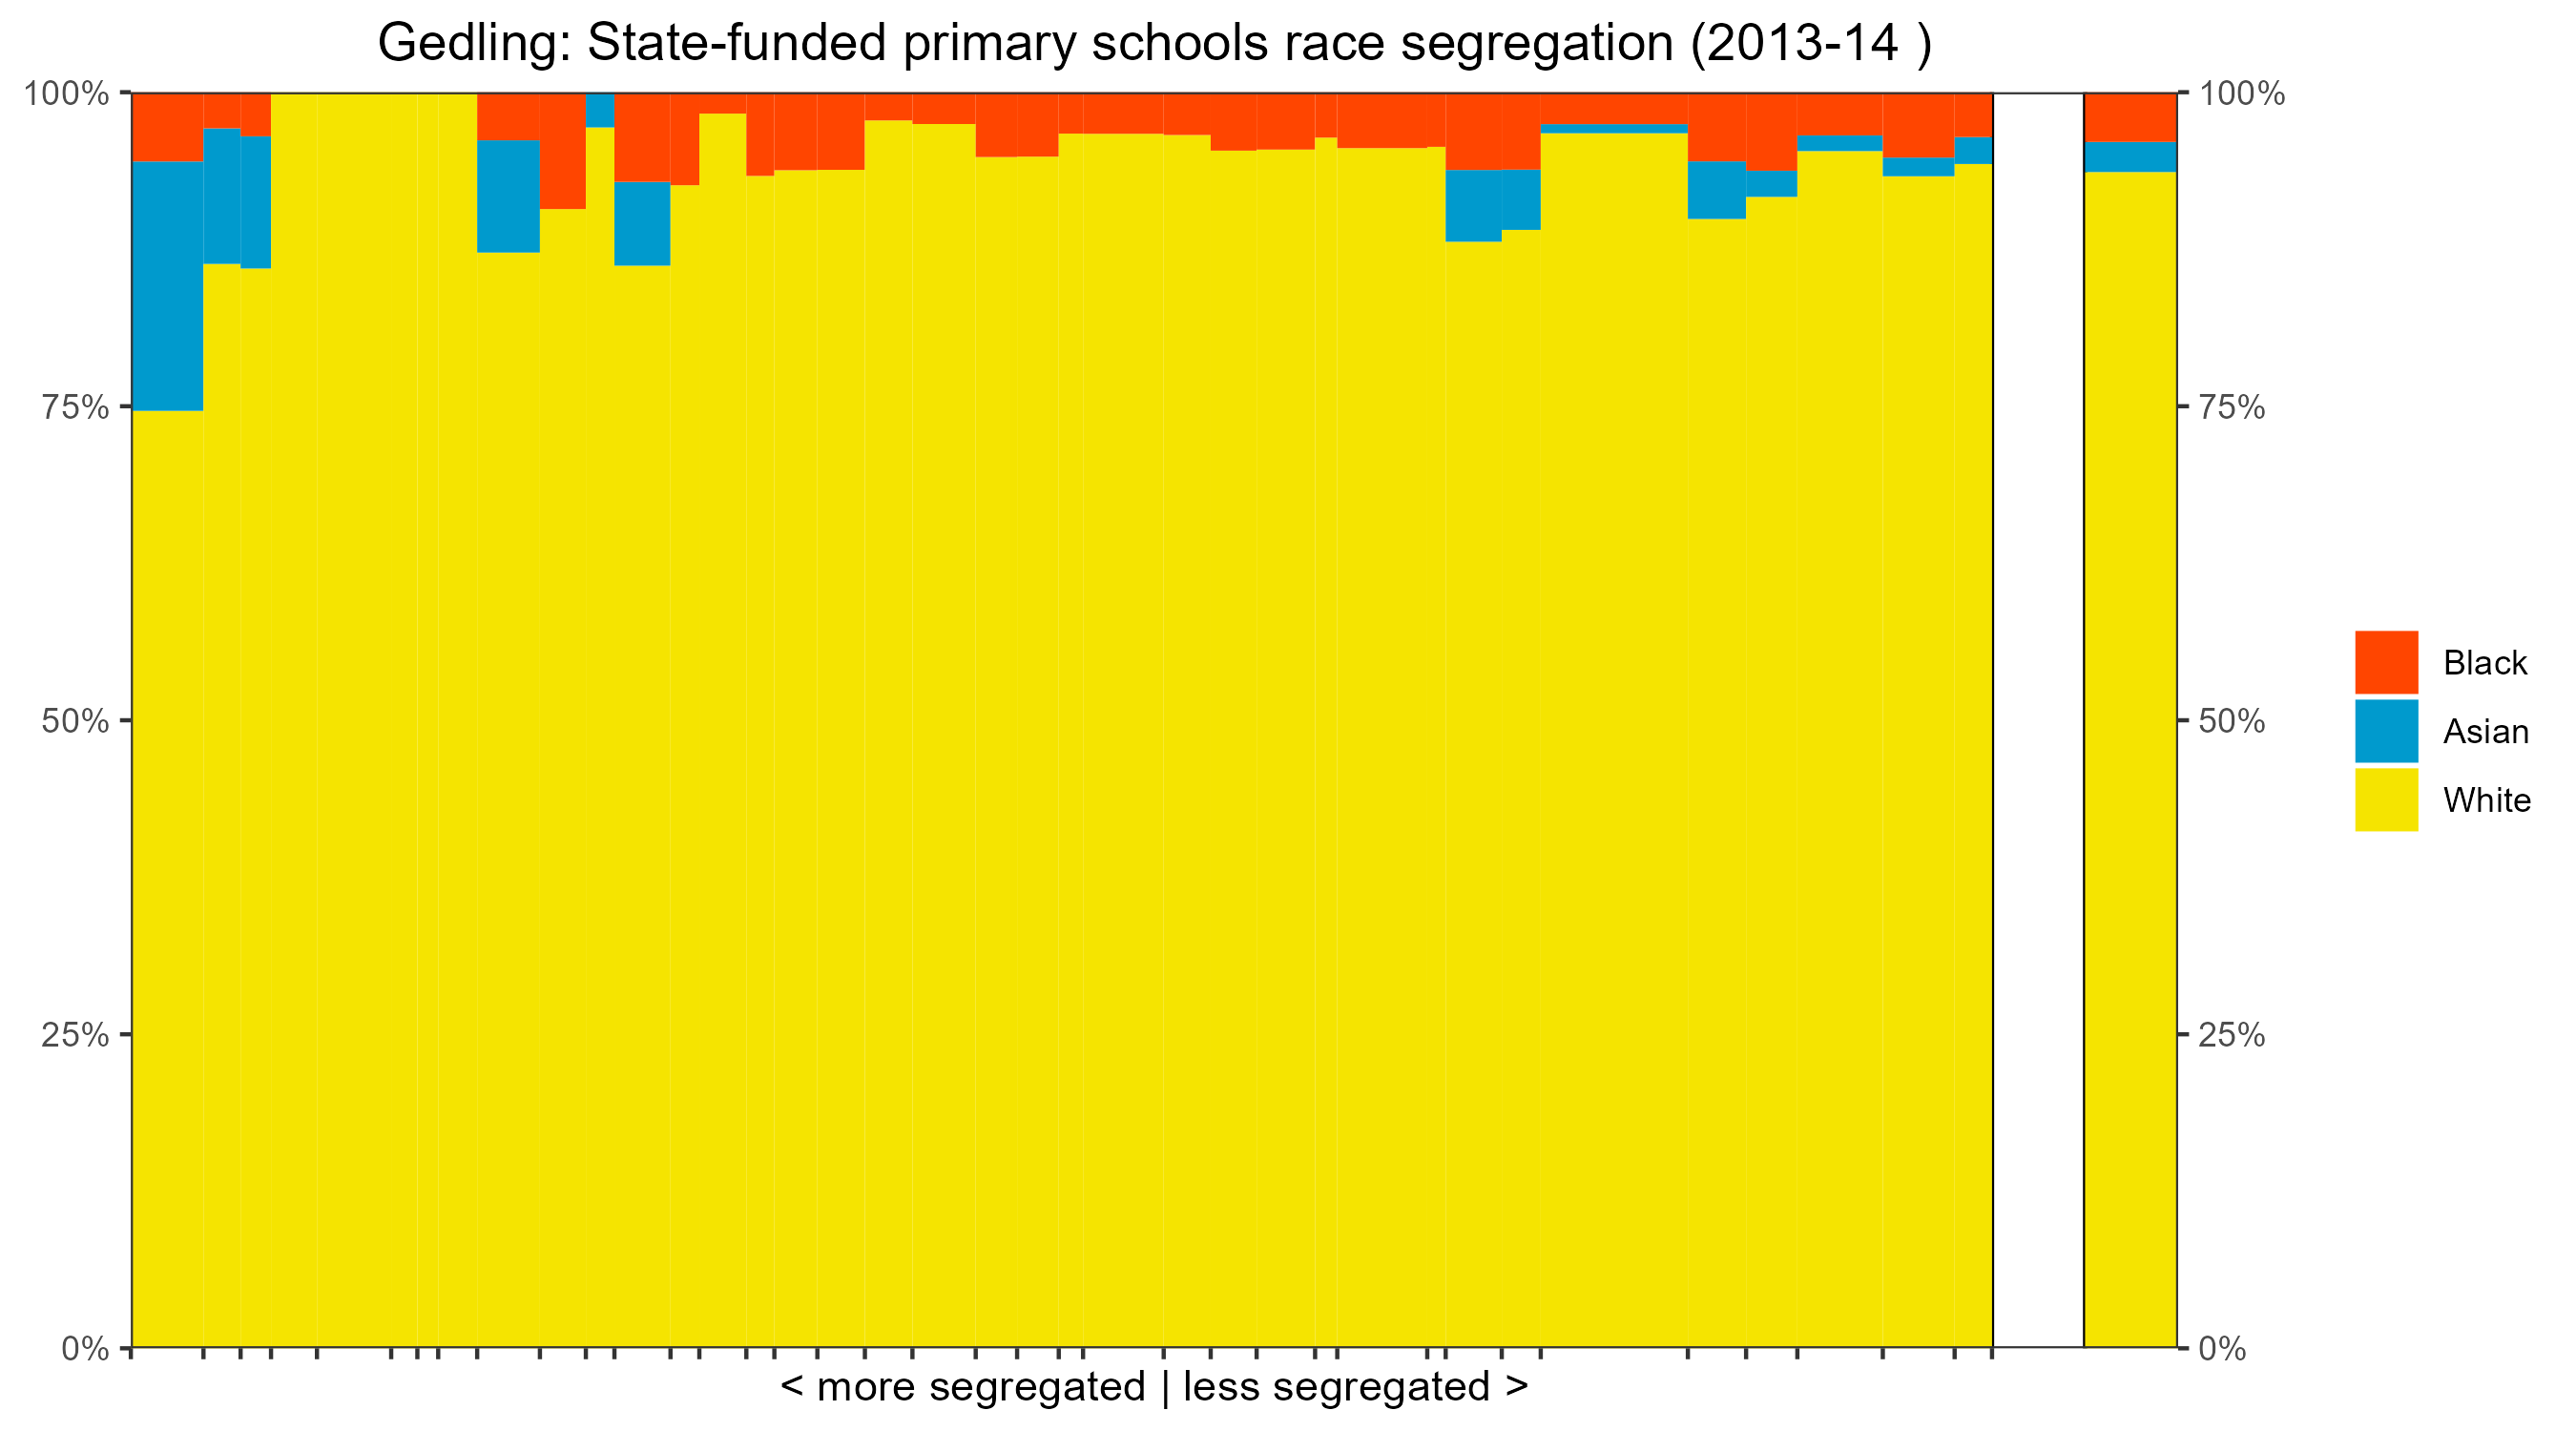 Gedling: State-funded primary schools race segregation (2013-14 )
100%
75%
50%
25%
0%
100%
75%
50%
25%
0%
Black
Asian
White
< more segregated | less segregated >